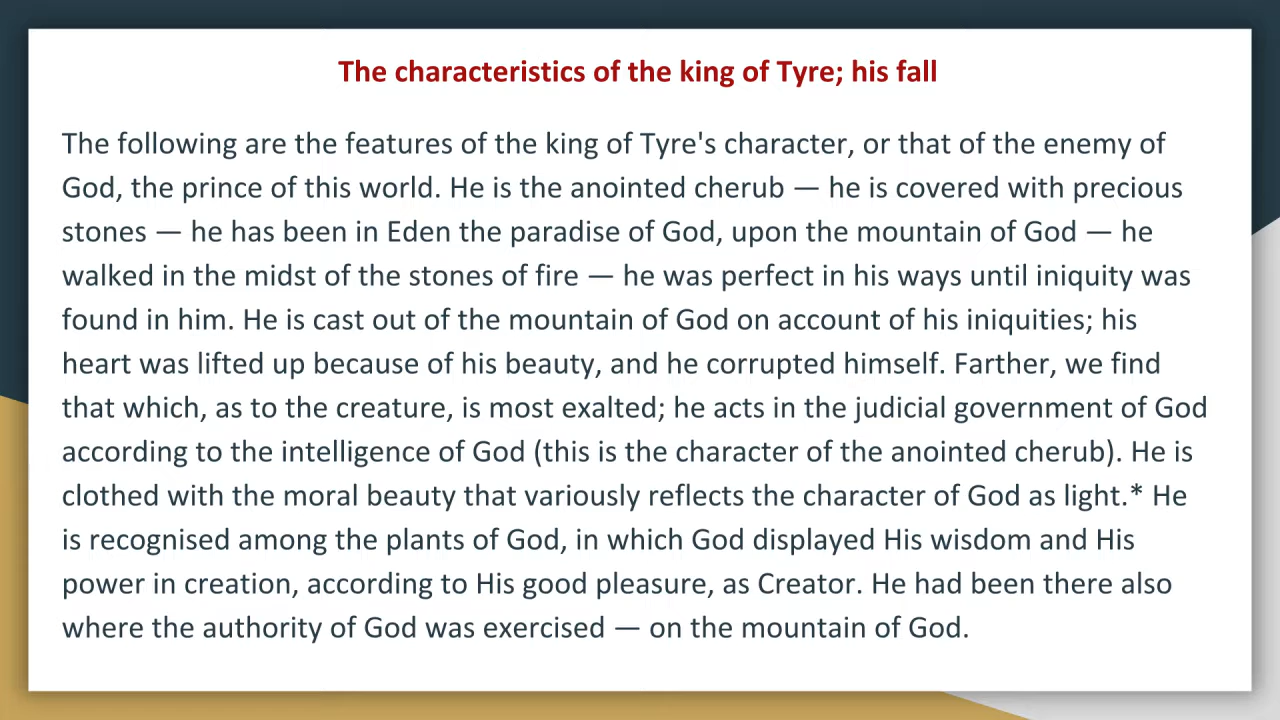 The characteristics of the king of Tyre; his fall
The following are the features of the king of Tyre's character, or that of the enemy of
God, the prince of this world. He is the anointed cherub — he is covered with precious
stones — he has been in Eden the paradise of God, upon the mountain of God — he
walked in the midst of the stones of fire — he was perfect in his ways until iniquity was
found in him. He is cast out of the mountain of God on account of his iniquities; his
heart was lifted up because of his beauty, and he corrupted himself. Farther, we find
that which, as to the creature, is most exalted; he acts in the judicial government of God
according to the intelligence of God (this is the character of the anointed cherub). He is
clothed with the moral beauty that variously reflects the character of God as light.* He
is recognised among the plants of God, in which God displayed His wisdom and His
power in creation, according to His good pleasure, as Creator. He had been there also
where the authority of God was exercised — on the mountain of God.